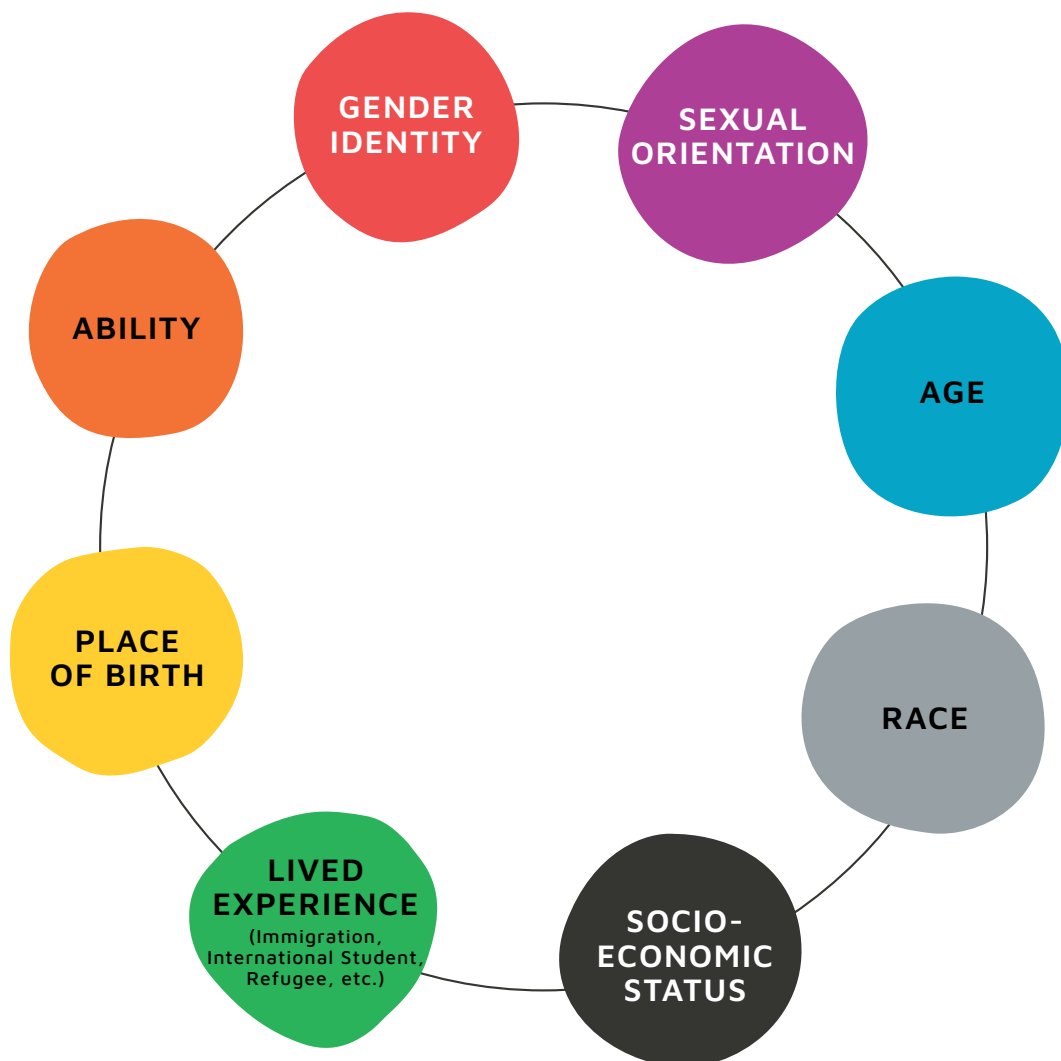 GENDER
IDENTITY
SEXUAL
ORIENTATION
ABILITY
AGE
PLACE
OF BIRTH
RACE
LIVED
EXPERIENCE
(Immigration,
International Student,
Refugee, etc.)
SOCIO-
ECONOMIC
STATUS